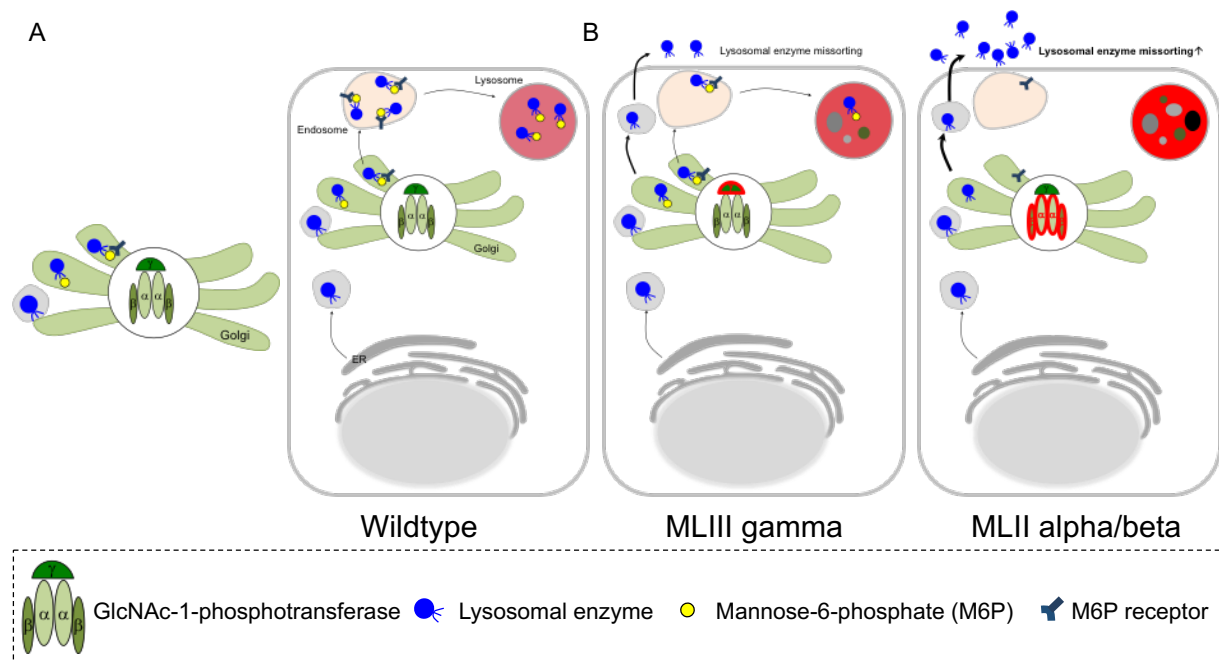 A
B
Lysosomal enzyme missorting
Lysosomal enzyme missorting↑
Lysosome
Endosome
γ
β α α β
Golgi
γ
β α α β
Golgi
ER
γ
β α α β
γ
β α α β
Wildtype
MLIII gamma
MLII alpha/beta
γ
β α α β
GlcNAc-1-phosphotransferase
Lysosomal enzyme
Mannose-6-phosphate (M6P)
M6P receptor